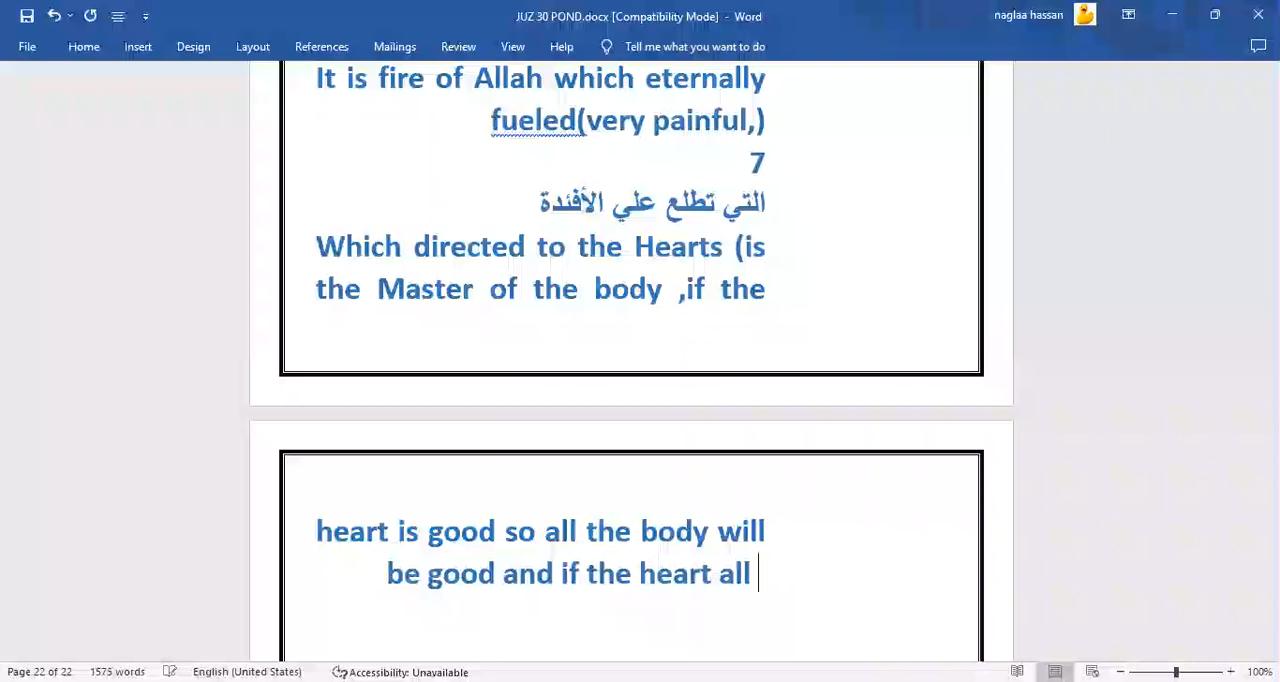 JUZ 30 POND.docx [Compatibility Mode] - Word
naglaa hassan
File Home Insert Design Layout References Mailings Review View Help Tell me what you want to do
It is fire of Allah which eternally
fueled(very painful,)
7
التي تطلع علي الأفئدة
Which directed to the Hearts (is
the Master of the body ,if the
heart is good so all the body will
be good and if the heart all
Page 22 of 22 1575 words English (United States) Accessibility: Unavailable 100%